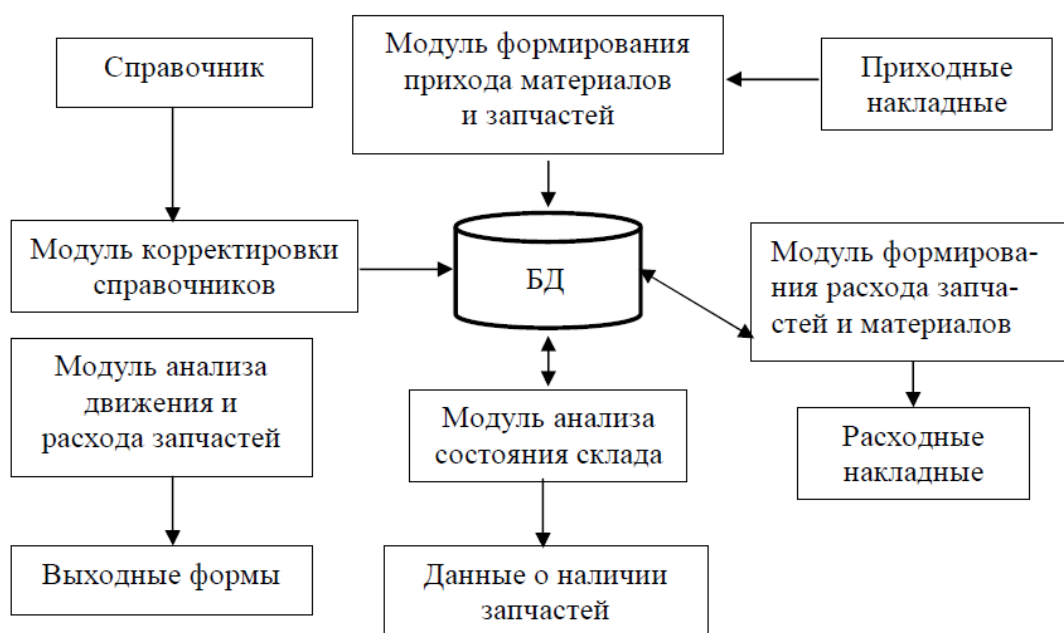 Справочник
Модуль формирования
прихода материалов
и запчастей
Приходные
накладные
Модуль корректировки
справочников
БД
Модуль формирова-
ния расхода запча-
стей и материалов
Модуль анализа
движения и
расхода запчастей
Модуль анализа
состояния склада
Расходные
накладные
Выходные формы
Данные о наличии
запчастей